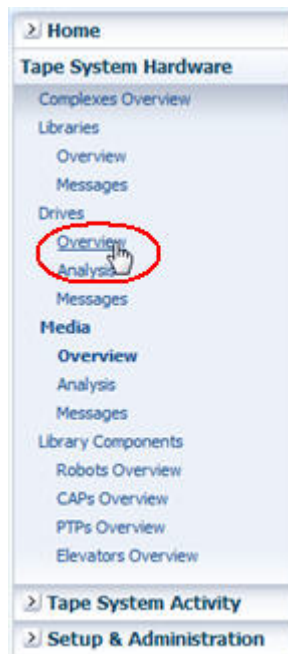 Home
Tape System Hardware
Complexes Overview
Libraries
Overview
Messages
Drives
Overview
Analysis
Messages
Media
Overview
Analysis
Messages
Library Components
Robots Overview
CAPs Overview
PTPs Overview
Elevators Overview
Tape System Activity
Setup & Administration